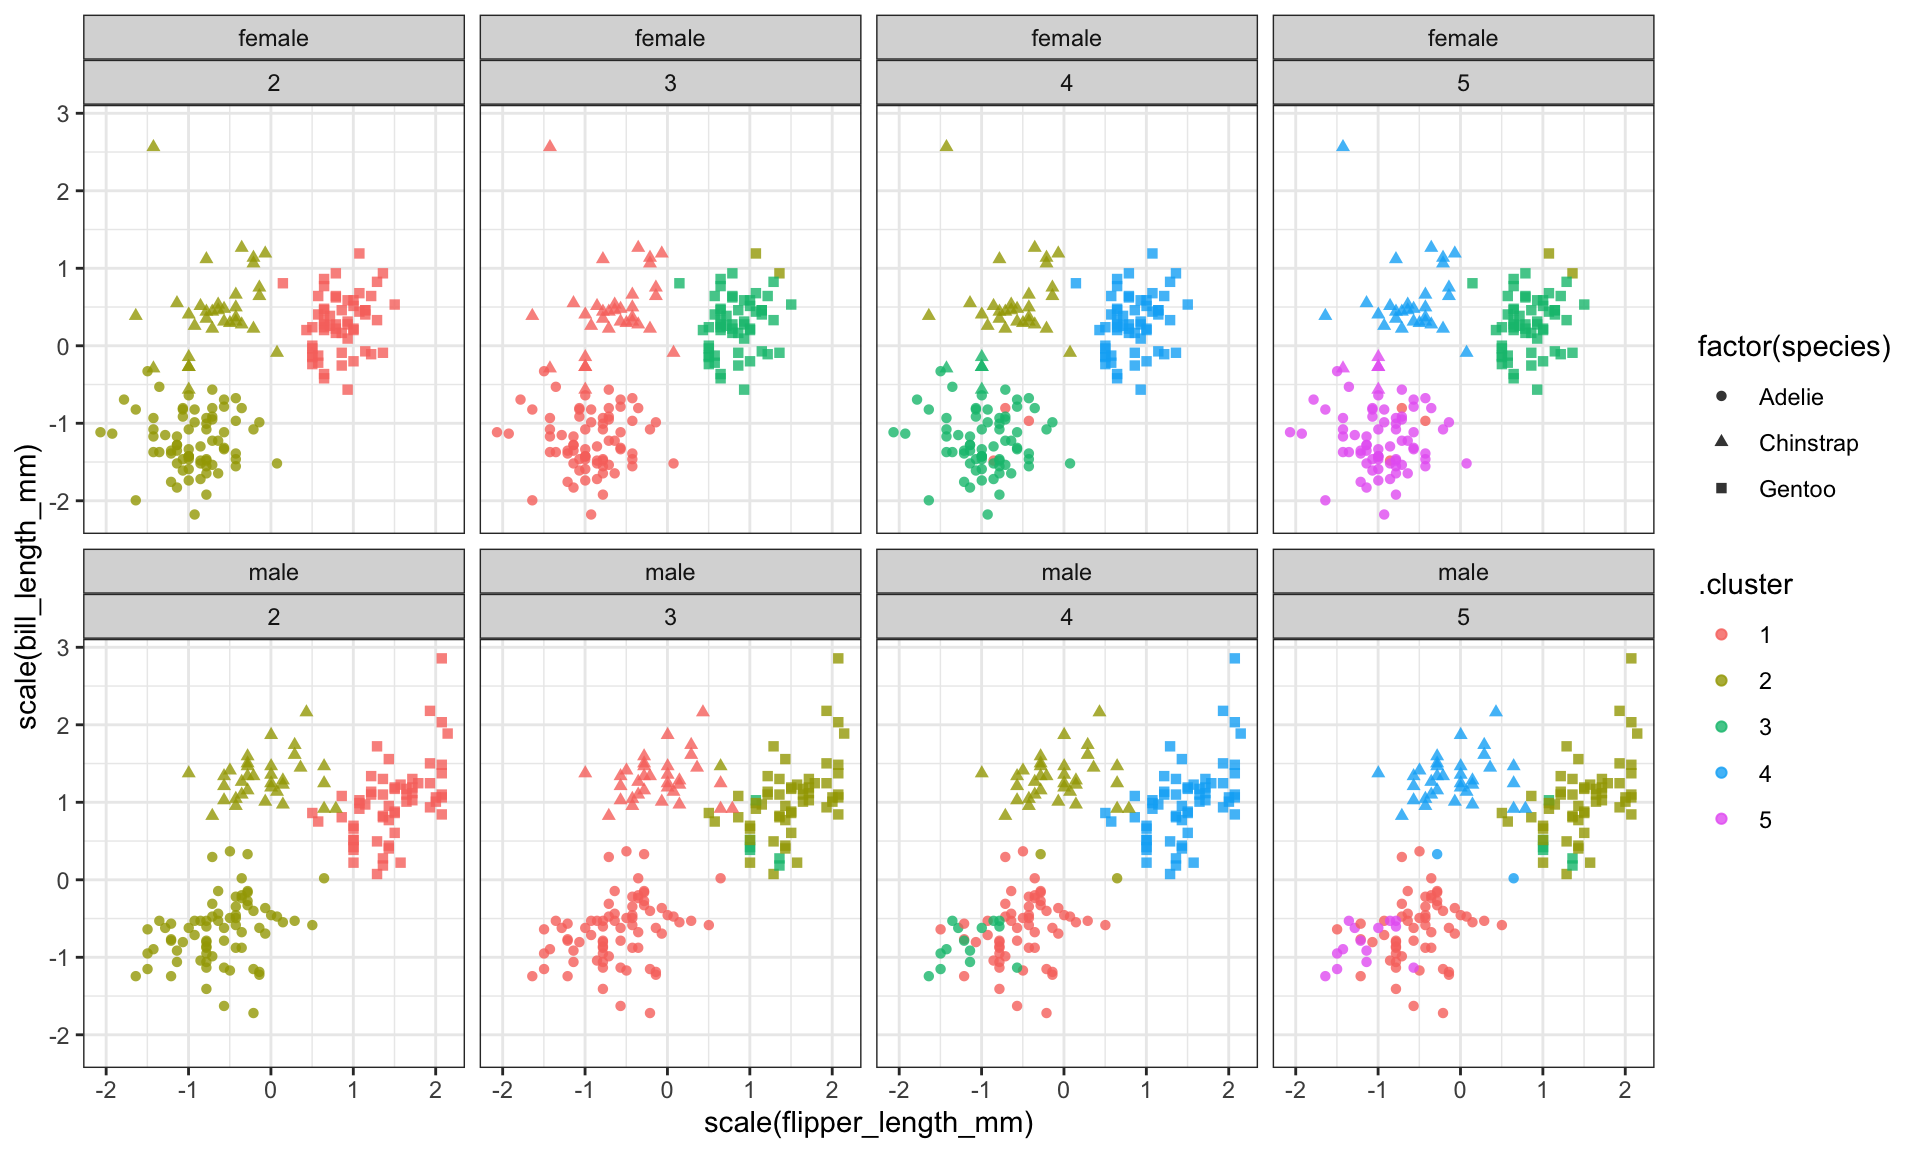 female female female female
2 3 4 5
3
2
1
0
-1
-2
male male male male
2 3 4 5
3
2
1
0
-1
-2
-2 -1 0 1 2 -2 -1 0 1 2 -2 -1 0 1 2 -2 -1 0 1 2
scale(flipper_length_mm)
scale(bill_length_mm)
factor(species)
Adelie
Chinstrap
Gentoo
.cluster
1
2
3
4
5